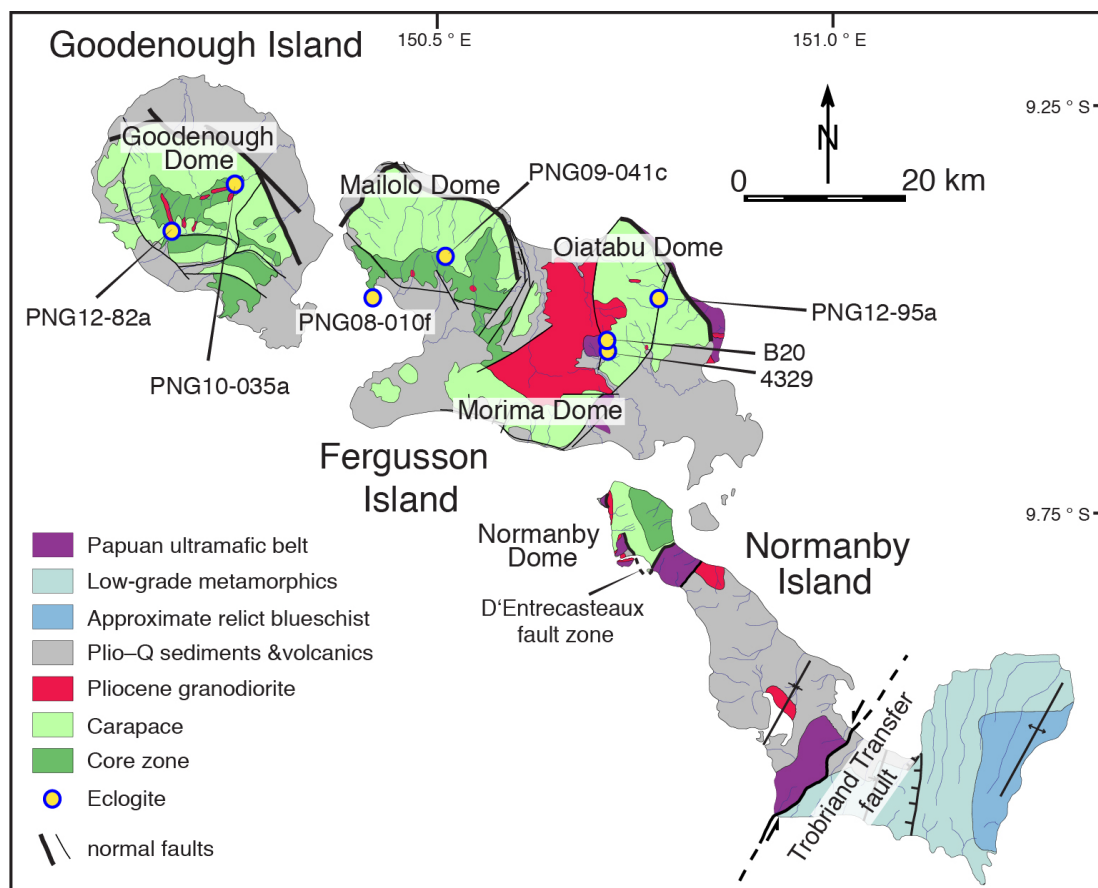 Goodenough Island
150.5 ° E
151.0 ° E
9.25 ° S
N
0
20 km
Goodenough
Dome
Mailolo Dome
PNG09-041c
Oiatabu Dome
PNG12-82a
PNG08-010f
PNG12-95a
B20
4329
PNG10-035a
Morima Dome
Fergusson
Island
9.75 ° S
Normanby
Dome
Normanby
Island
D'Entrecasteaux
fault zone
Trobriand Transfer
fault
Papuan ultramafic belt
Low-grade metamorphics
Approximate relict blueschist
Plio–Q sediments &volcanics
Pliocene granodiorite
Carapace
Core zone
Eclogite
normal faults